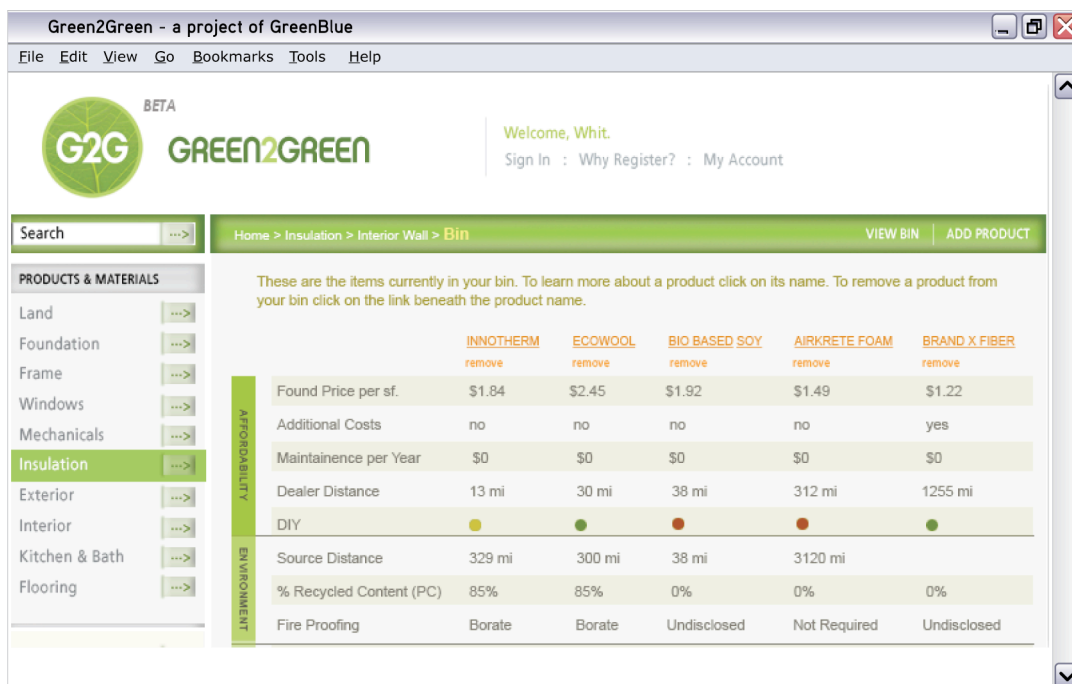 Green2Green - a project of GreenBlue
File Edit View Go Bookmarks Tools Help
BETA
G2G GREEN2GREEN
Welcome, Whit.
Sign In : Why Register? : My Account
Search --->
Home > Insulation > Interior Wall > Bin VIEW BIN | ADD PRODUCT
PRODUCTS & MATERIALS
Land --->
Foundation --->
Frame --->
Windows --->
Mechanicals --->
Insulation --->
Exterior --->
Interior --->
Kitchen & Bath --->
Flooring --->
These are the items currently in your bin. To learn more about a product click on its name. To remove a product from
your bin click on the link beneath the product name.
INNOTHERM ECOWOOL BIO BASED SOY AIRKRETE FOAM BRAND X FIBER
remove remove remove remove remove
AFFORDABILITY
Found Price per sf. $1.84 $2.45 $1.92 $1.49 $1.22
Additional Costs no no no no yes
Maintainence per Year $0 $0 $0 $0 $0
Dealer Distance 13 mi 30 mi 38 mi 312 mi 1255 mi
DIY
ENVIRONMENT
Source Distance 329 mi 300 mi 38 mi 3120 mi
% Recycled Content (PC) 85% 85% 0% 0% 0%
Fire Proofing Borate Borate Undisclosed Not Required Undisclosed